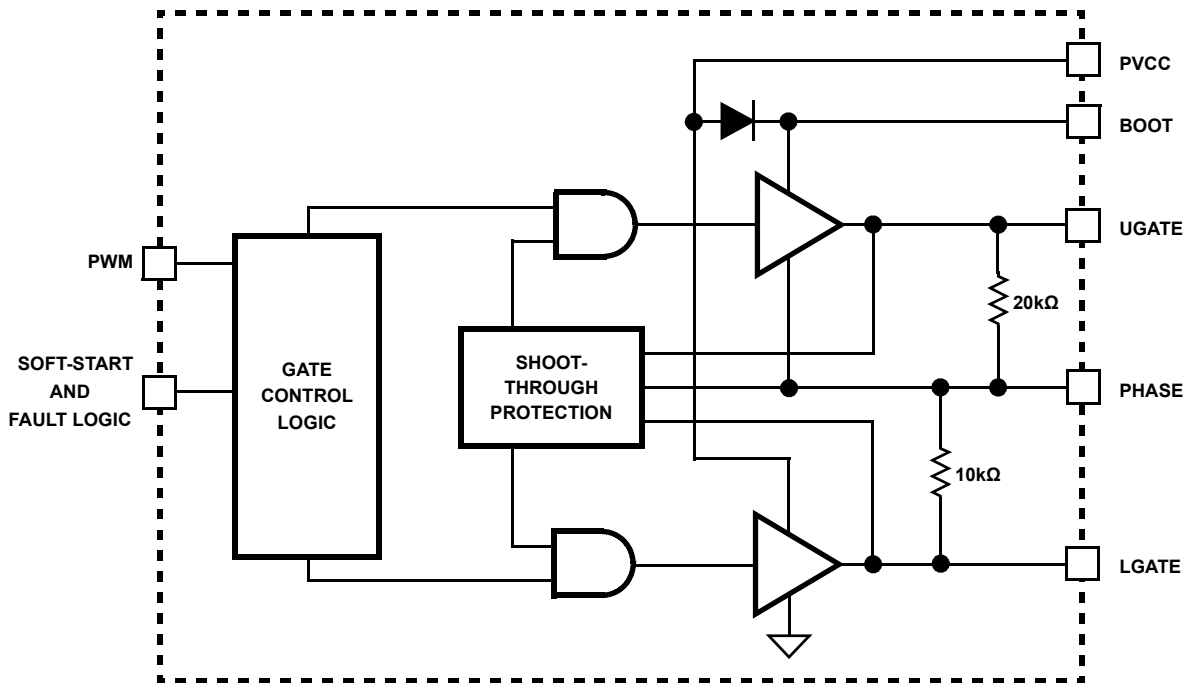 PVCC
BOOT
UGATE
PWM
20kΩ
SOFT-START
AND
FAULT LOGIC
GATE
CONTROL
LOGIC
SHOOT-
THROUGH
PROTECTION
PHASE
10kΩ
LGATE